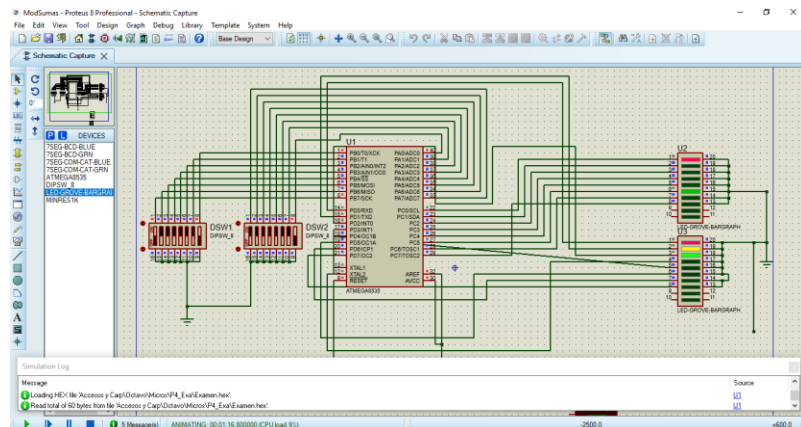 ModSumas - Proteus 8 Professional - Schematic Capture
File Edit View Tool Design Graph Debug Library Template System Help
Base Design
Schematic Capture
P L DEVICES
7SEG-BCD-BLUE
7SEG-BCD-GRN
7SEG-COM-CAT-BLUE
7SEG-COM-CAT-GRN
ATMEGA8535
DIPSW_8
LED-GROVE-BARGRAPH
MINRES1K
U1
PB0/T0/XCK PA0/ADC0
PB1/T1 PA1/ADC1
PB2/AIN0/INT2 PA2/ADC2
PB3/AIN1/OC0 PA3/ADC3
PB4/SS PA4/ADC4
PB5/MOSI PA5/ADC5
PB6/MISO PA6/ADC6
PB7/SCK PA7/ADC7
PD0/RXD PC0/SCL
PD1/TXD PC1/SDA
PD2/INT0 PC2
PD3/INT1 PC3
PD4/OC1B PC4
PD5/OC1A PC5
PD6/ICP1 PC6/TOSC1
PD7/OC2 PC7/TOSC2
XTAL1
XTAL2 AREF
RESET AVCC
ATMEGA8535
DSW1
DIPSW_8
DSW2
DIPSW_8
U2
LED-GROVE-BARGRAPH
U3
LED-GROVE-BARGRAPH
Simulation Log
Message Source
Loading HEX file 'Accesos y Carp\Octavo\Micros\P4_Exa\Examen.hex'. U1
Read total of 60 bytes from file 'Accesos y Carp\Octavo\Micros\P4_Exa\Examen.hex'. U1
5 Message(s) ANIMATING: 00:01:16.800000 (CPU load 9%) -2500.0 +600.0